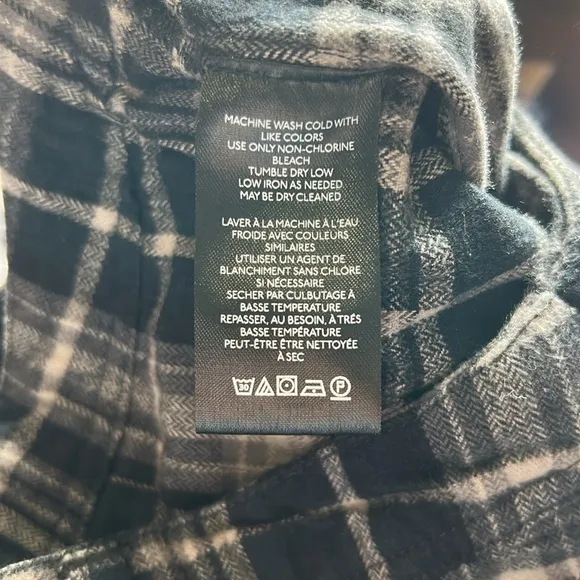 MACHINE WASH COLD WITH
LIKE COLORS
USE ONLY NON-CHLORINE
BLEACH
TUMBLE DRY LOW
LOW IRON AS NEEDED
MAY BE DRY CLEANED
LAVER À LA MACHINE À L'EAU
FROIDE AVEC COULEURS
SIMILAIRES
UTILISER UN AGENT DE
BLANCHIMENT SANS CHLORE
SI NÉCESSAIRE
SECHER PAR CULBUTAGE À
BASSE TEMPÉRATURE
REPASSER, AU BESOIN, À TRÉS
BASSE TEMPÉRATURE
PEUT-ÊTRE ÊTRE NETTOYÉE
À SEC
30 P